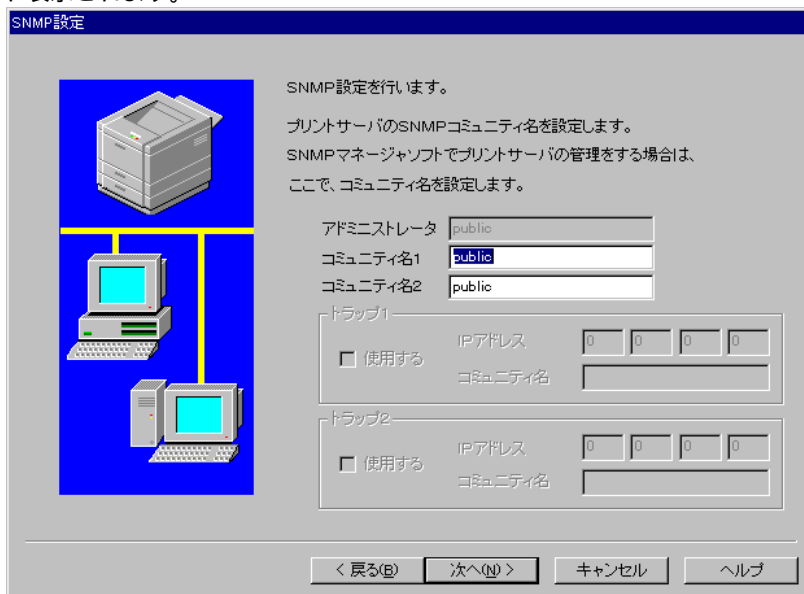 に表示されます。
SNMP設定
SNMP設定を行います。
プリントサーバのSNMPコミュニティ名を設定します。
SNMPマネージャソフトでプリントサーバの管理をする場合は、
ここで、コミュニティ名を設定します。
アドミニストレータ public
コミュニティ名1 public
コミュニティ名2 public
トラップ1
使用する IPアドレス 0 0 0 0
コミュニティ名
トラップ2
使用する IPアドレス 0 0 0 0
コミュニティ名
< 戻る(B) 次へ(N) > キャンセル ヘルプ